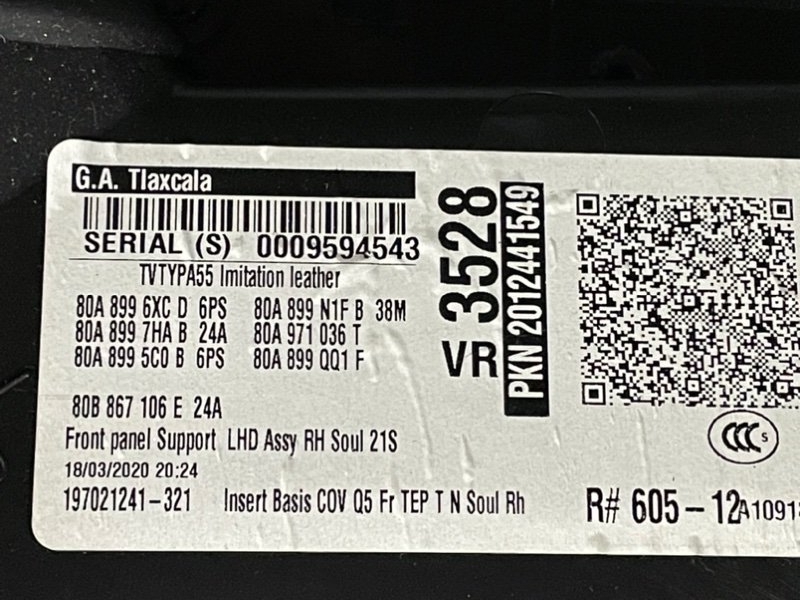 G.A. Tlaxcala
SERIAL (S) 0009594543
TVTYPA55 Imitation leather
80A 899 6XC D 6PS 80A 899 N1F B 38M
80A 899 7HA B 24A 80A 971 036 T
80A 899 5C0 B 6PS 80A 899 QQ1 F
80B 867 106 E 24A
Front panel Support LHD Assy RH Soul 21S
18/03/2020 20:24
197021241-321 Insert Basis COV Q5 Fr TEP T N Soul Rh
VR 3528
PKN 2012441549
CCC S
R# 605-12